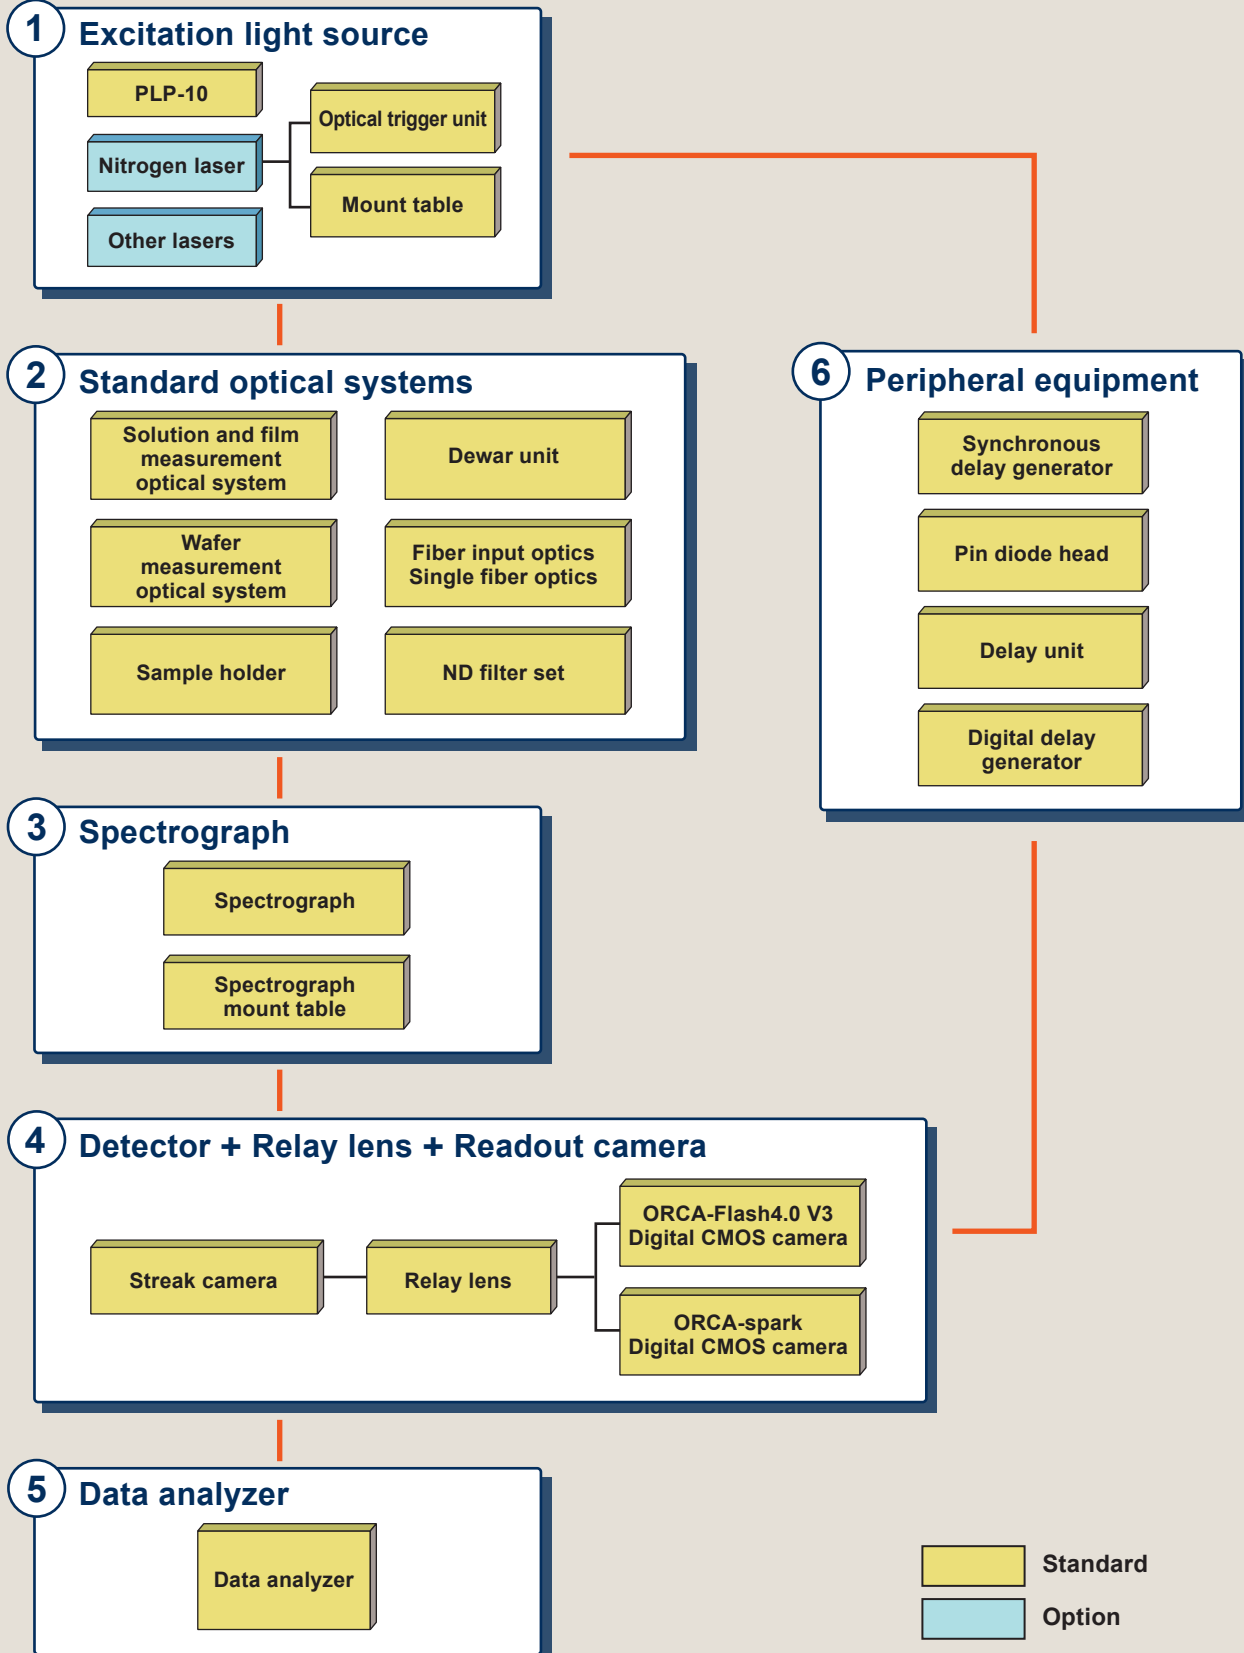 1 Excitation light source
PLP-10
Optical trigger unit
Nitrogen laser
Mount table
Other lasers
2 Standard optical systems
Solution and film
measurement
optical system
Dewar unit
Wafer
measurement
optical system
Fiber input optics
Single fiber optics
Sample holder
ND filter set
6 Peripheral equipment
Synchronous
delay generator
Pin diode head
Delay unit
Digital delay
generator
3 Spectrograph
Spectrograph
Spectrograph
mount table
4 Detector + Relay lens + Readout camera
Streak camera
Relay lens
ORCA-Flash4.0 V3
Digital CMOS camera
ORCA-spark
Digital CMOS camera
5 Data analyzer
Data analyzer
Standard
Option